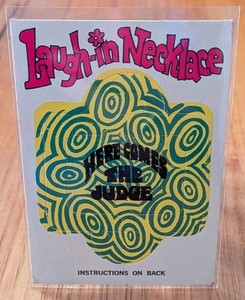 Laugh-in Necklace
HERE COMES
THE
JUDGE
INSTRUCTIONS ON BACK